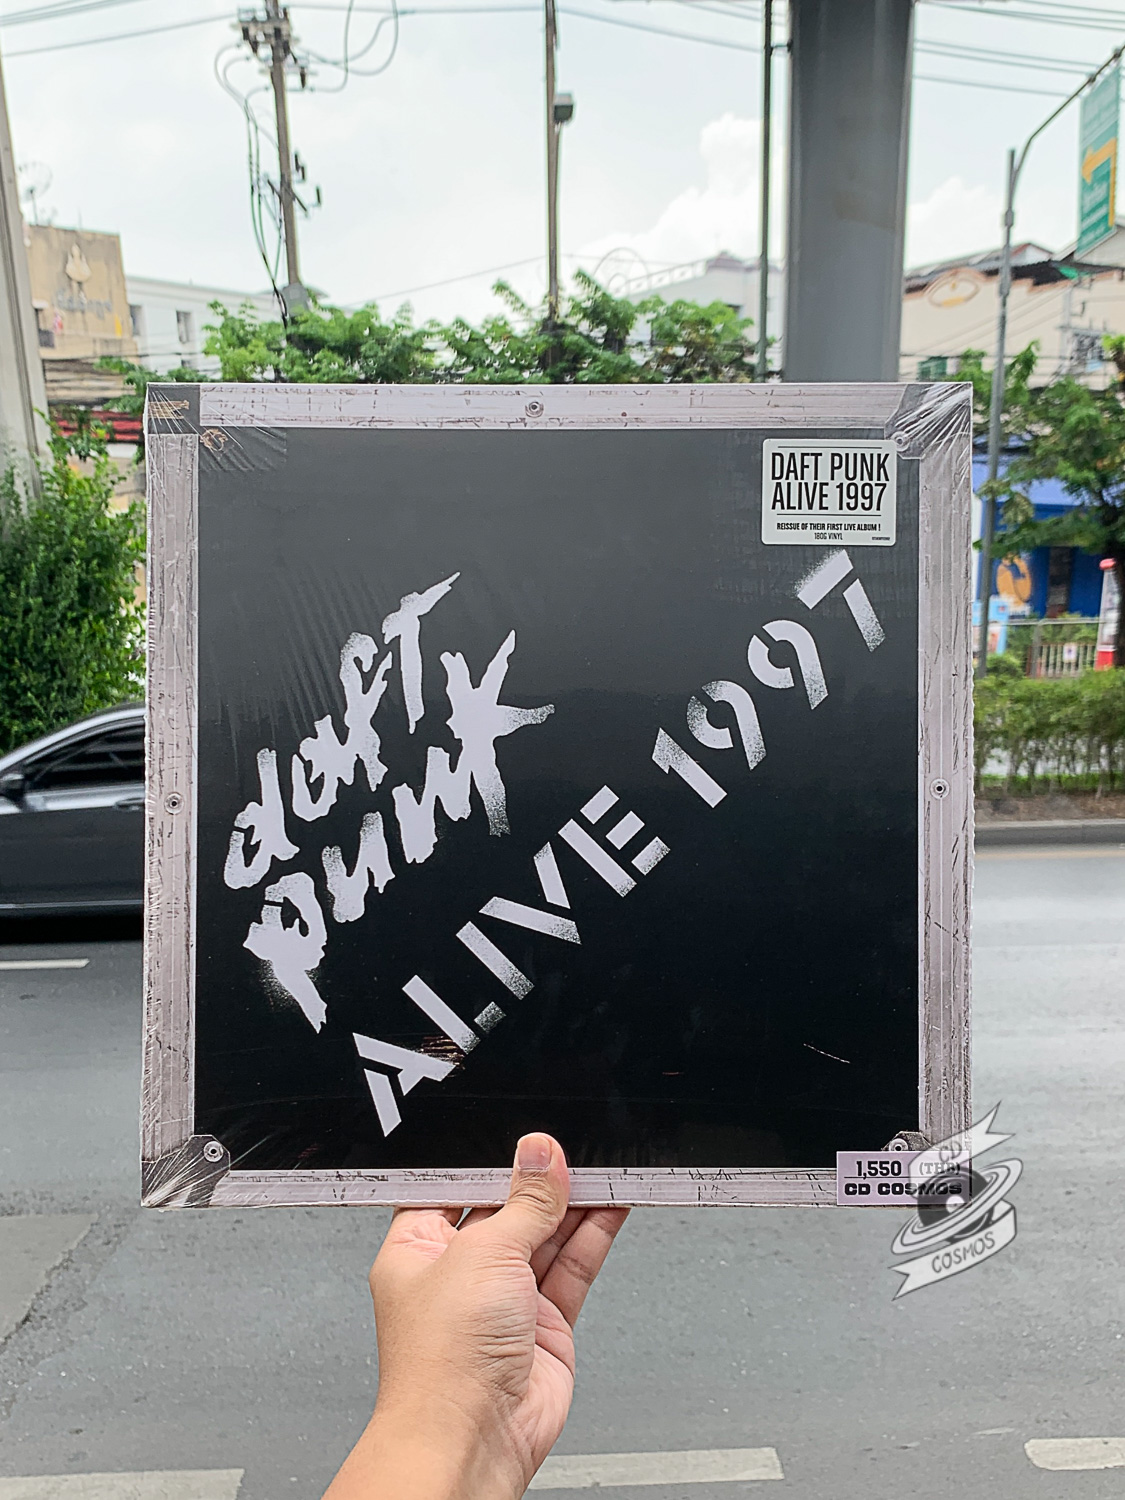 DAFT PUNK
ALIVE 1997
REISSUE OF THEIR FIRST LIVE ALBUM !
180G VINYL
daft
punk
ALIVE 1997
1,550 (THB)
CD COSMOS
CD
COSMOS